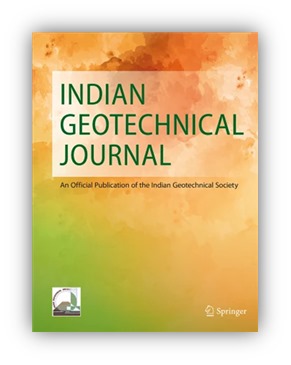 INDIAN
GEOTECHNICAL
JOURNAL
An Official Publication of the Indian Geotechnical Society
Springer